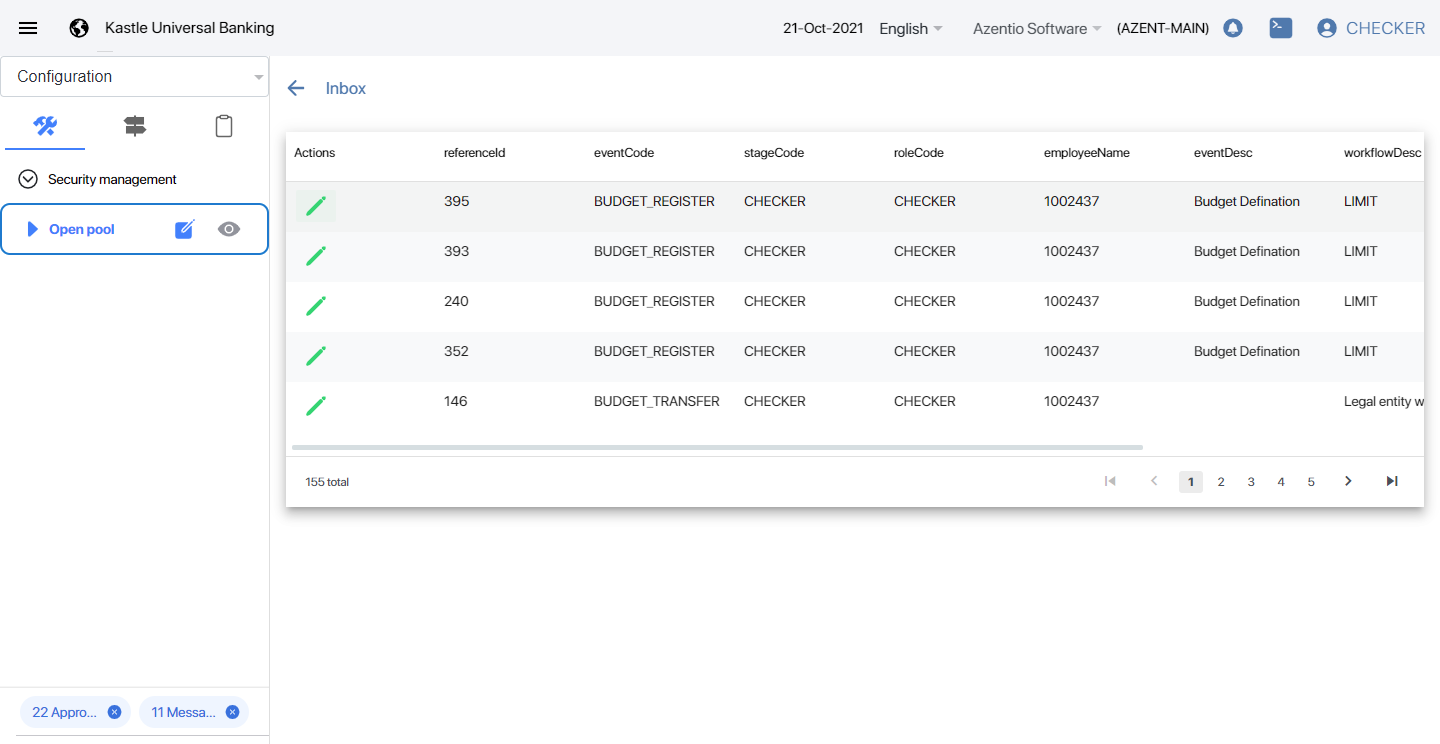 Kastle Universal Banking 21-Oct-2021 English Azentio Software (AZENT-MAIN) CHECKER
Configuration
Inbox
Security management
Open pool
Actions referenceId eventCode stageCode roleCode employeeName eventDesc workflowDesc
395 BUDGET_REGISTER CHECKER CHECKER 1002437 Budget Defination LIMIT
393 BUDGET_REGISTER CHECKER CHECKER 1002437 Budget Defination LIMIT
240 BUDGET_REGISTER CHECKER CHECKER 1002437 Budget Defination LIMIT
352 BUDGET_REGISTER CHECKER CHECKER 1002437 Budget Defination LIMIT
146 BUDGET_TRANSFER CHECKER CHECKER 1002437 Legal entity w
155 total 1 2 3 4 5
22 Appro... 11 Messa...